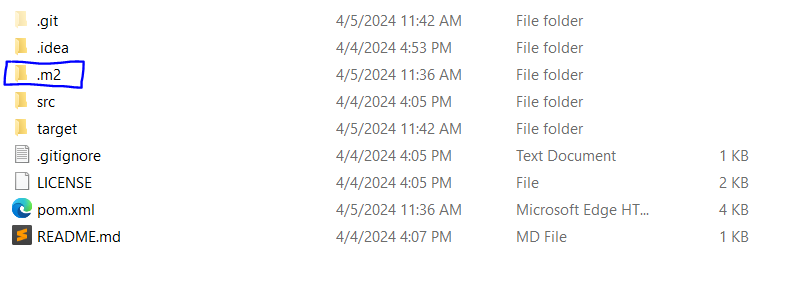 .git 4/5/2024 11:42 AM File folder
.idea 4/4/2024 4:53 PM File folder
.m2 4/5/2024 11:36 AM File folder
src 4/4/2024 4:05 PM File folder
target 4/5/2024 11:42 AM File folder
.gitignore 4/4/2024 4:05 PM Text Document 1 KB
LICENSE 4/4/2024 4:05 PM File 2 KB
pom.xml 4/5/2024 11:36 AM Microsoft Edge HT... 4 KB
README.md 4/4/2024 4:07 PM MD File 1 KB